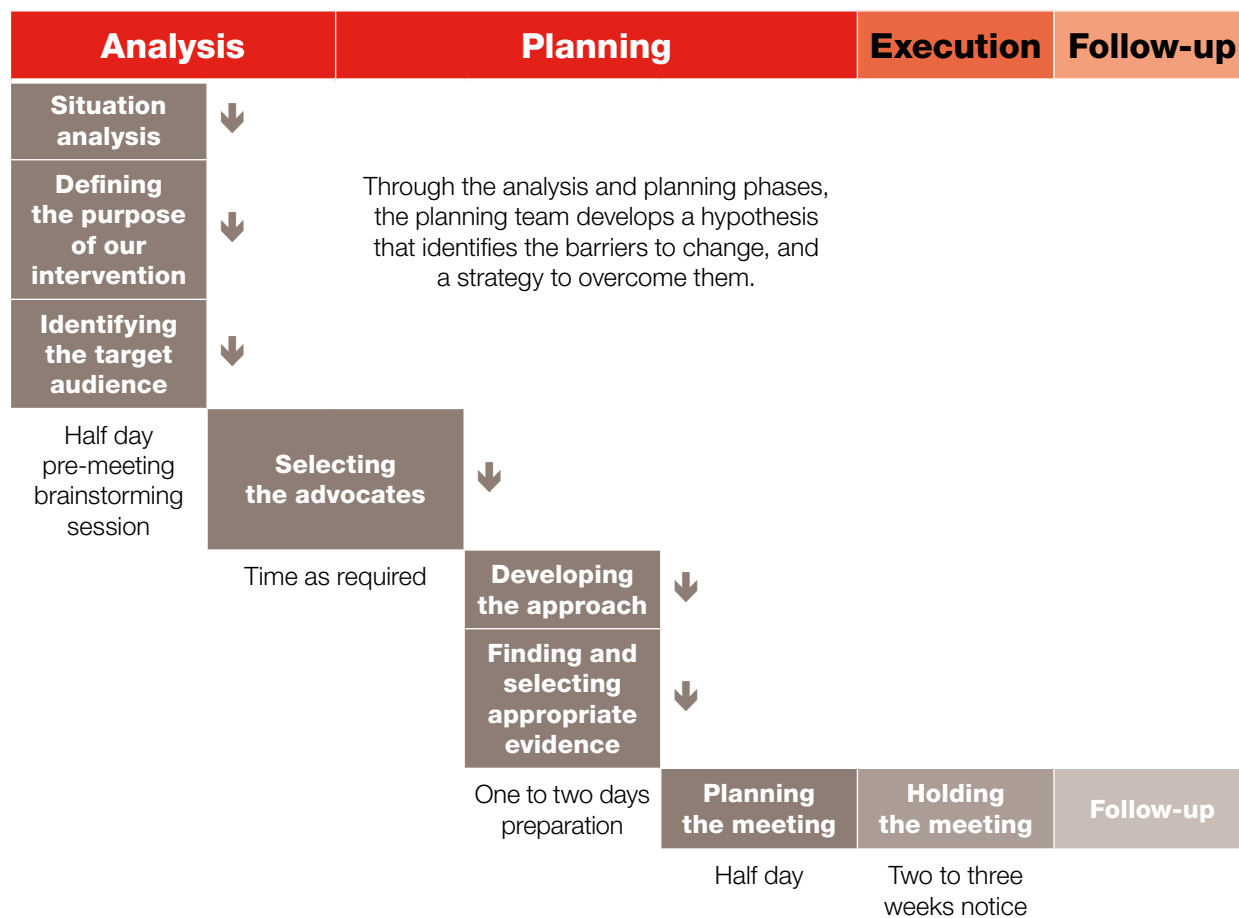 Analysis
Planning
Execution
Follow-up
Situation
analysis
Defining
the purpose
of our
intervention
Through the analysis and planning phases,
the planning team develops a hypothesis
that identifies the barriers to change, and
a strategy to overcome them.
Identifying
the target
audience
Half day
pre-meeting
brainstorming
session
Selecting
the advocates
Time as required
Developing
the approach
Finding and
selecting
appropriate
evidence
One to two days
preparation
Planning
the meeting
Half day
Holding
the meeting
Two to three
weeks notice
Follow-up